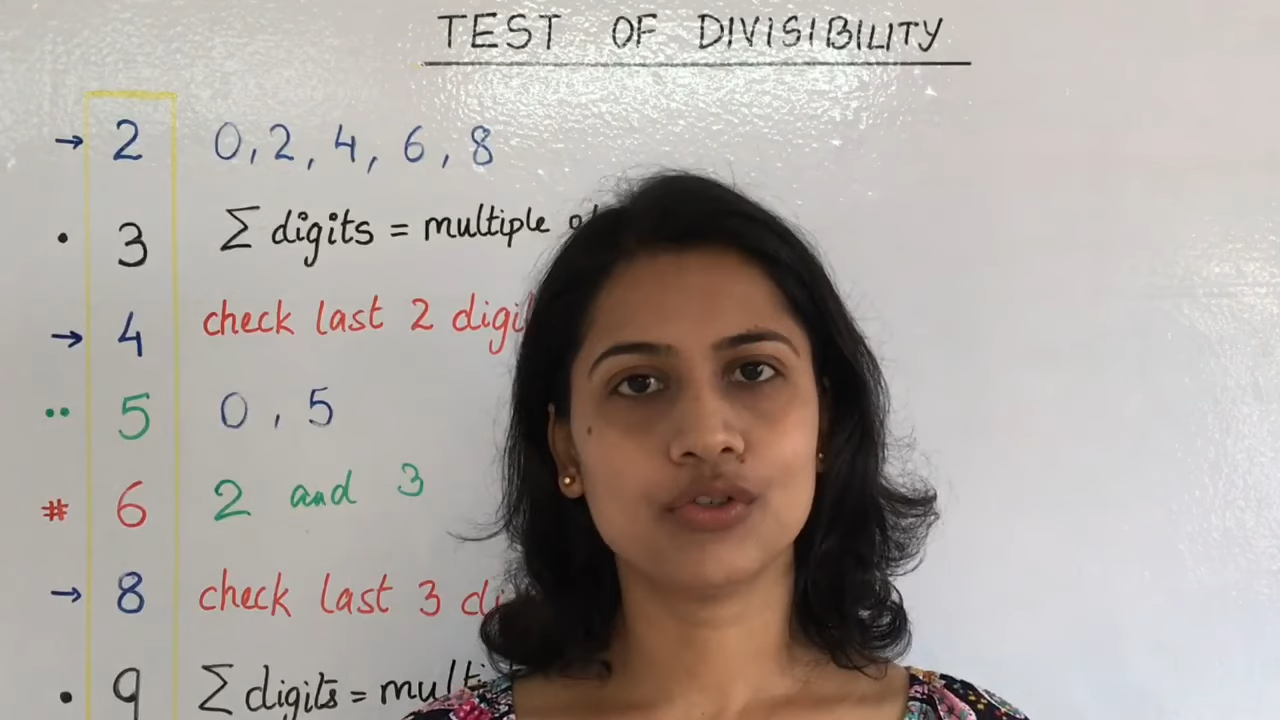 TEST OF DIVISIBILITY
→ 2 0, 2, 4, 6, 8
• 3 Σ digits = multiple
→ 4 check last 2
•• 5 0, 5
# 6 2 and 3
→ 8 check last 3
• 9 Σ digits =